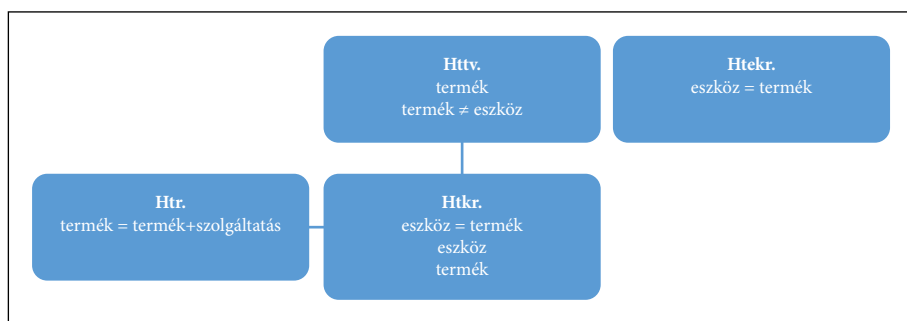 Httv.
termék
termék ≠ eszköz
Htekr.
eszköz = termék
Htr.
termék = termék+szolgáltatás
Htkr.
eszköz = termék
eszköz
termék